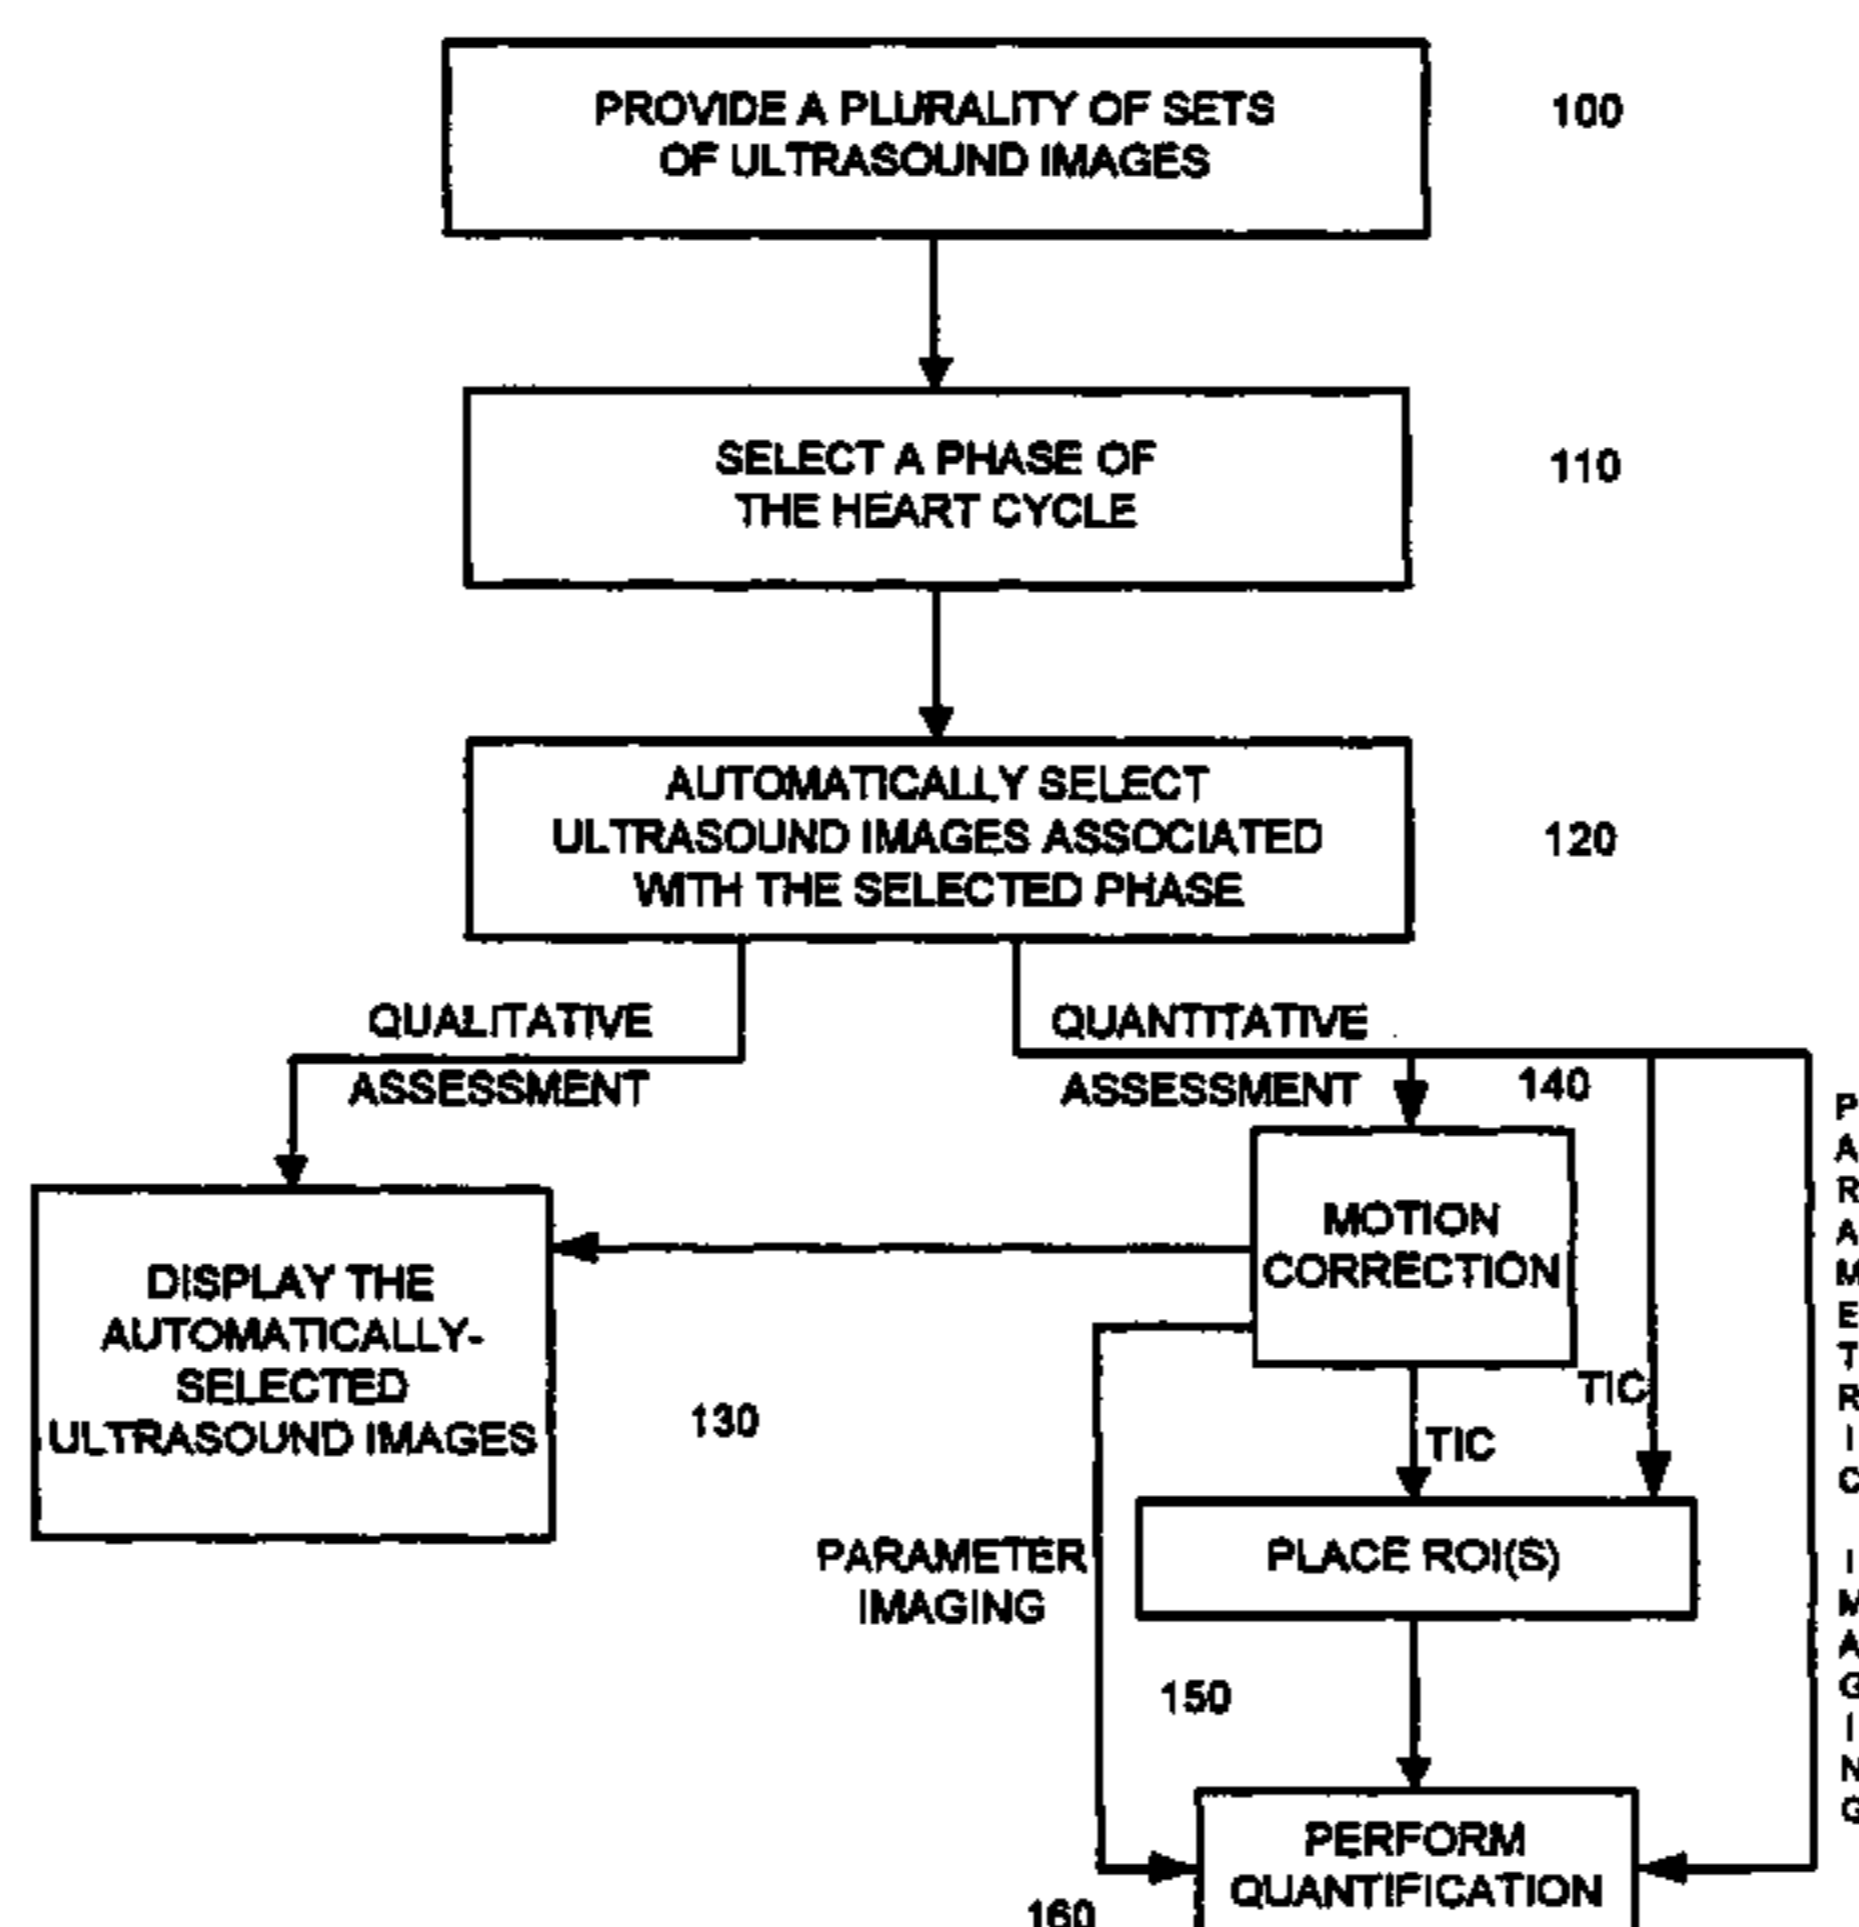 PROVIDE A PLURALITY OF SETS
OF ULTRASOUND IMAGES
100
SELECT A PHASE OF
THE HEART CYCLE
110
AUTOMATICALLY SELECT
ULTRASOUND IMAGES ASSOCIATED
WITH THE SELECTED PHASE
120
QUALITATIVE
ASSESSMENT
QUANTITATIVE
ASSESSMENT
140
MOTION
CORRECTION
DISPLAY THE
AUTOMATICALLY-
SELECTED
ULTRASOUND IMAGES
130
TIC
TIC
PARAMETRIC IMAGING
PARAMETER
IMAGING
PLACE ROI(S)
150
PERFORM
QUANTIFICATION
160